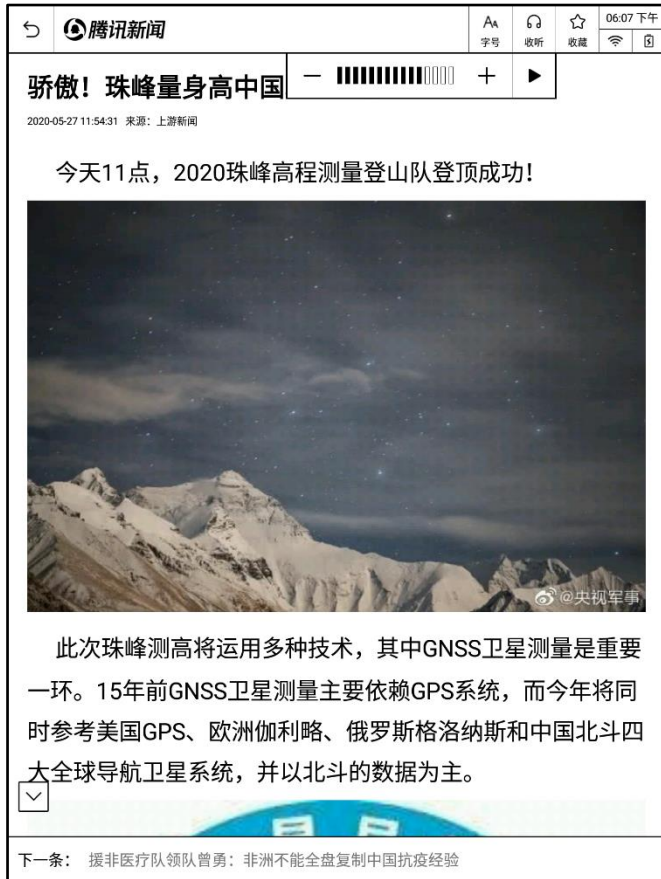 腾讯新闻
AA
字号
收听
收藏
06:07 下午
骄傲！珠峰量身高中国
2020-05-27 11:54:31 来源：上游新闻
今天11点，2020珠峰高程测量登山队登顶成功！
@央视军事
此次珠峰测高将运用多种技术，其中GNSS卫星测量是重要
一环。15年前GNSS卫星测量主要依赖GPS系统，而今年将同
时参考美国GPS、欧洲伽利略、俄罗斯格洛纳斯和中国北斗四
大全球导航卫星系统，并以北斗的数据为主。
下一条： 援非医疗队领队曾勇：非洲不能全盘复制中国抗疫经验